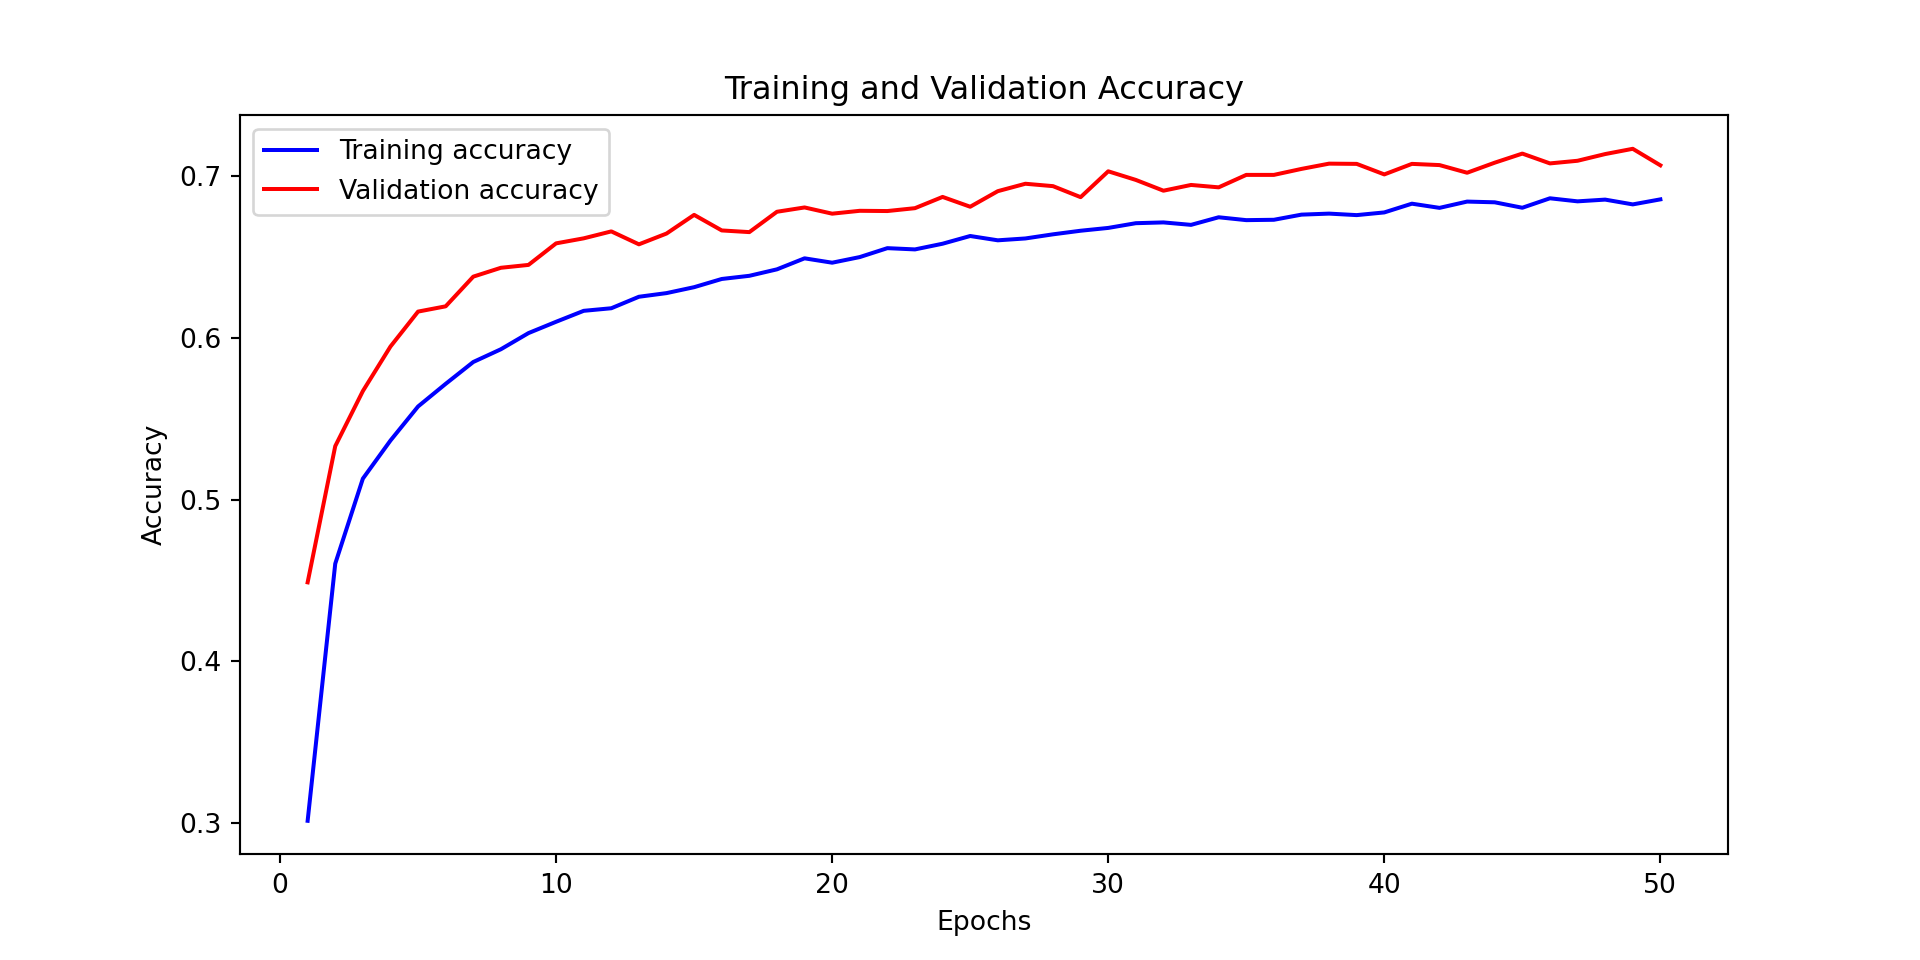 Training and Validation Accuracy
Training accuracy
Validation accuracy
0.7
0.6
0.5
0.4
0.3
Accuracy
0 10 20 30 40 50
Epochs